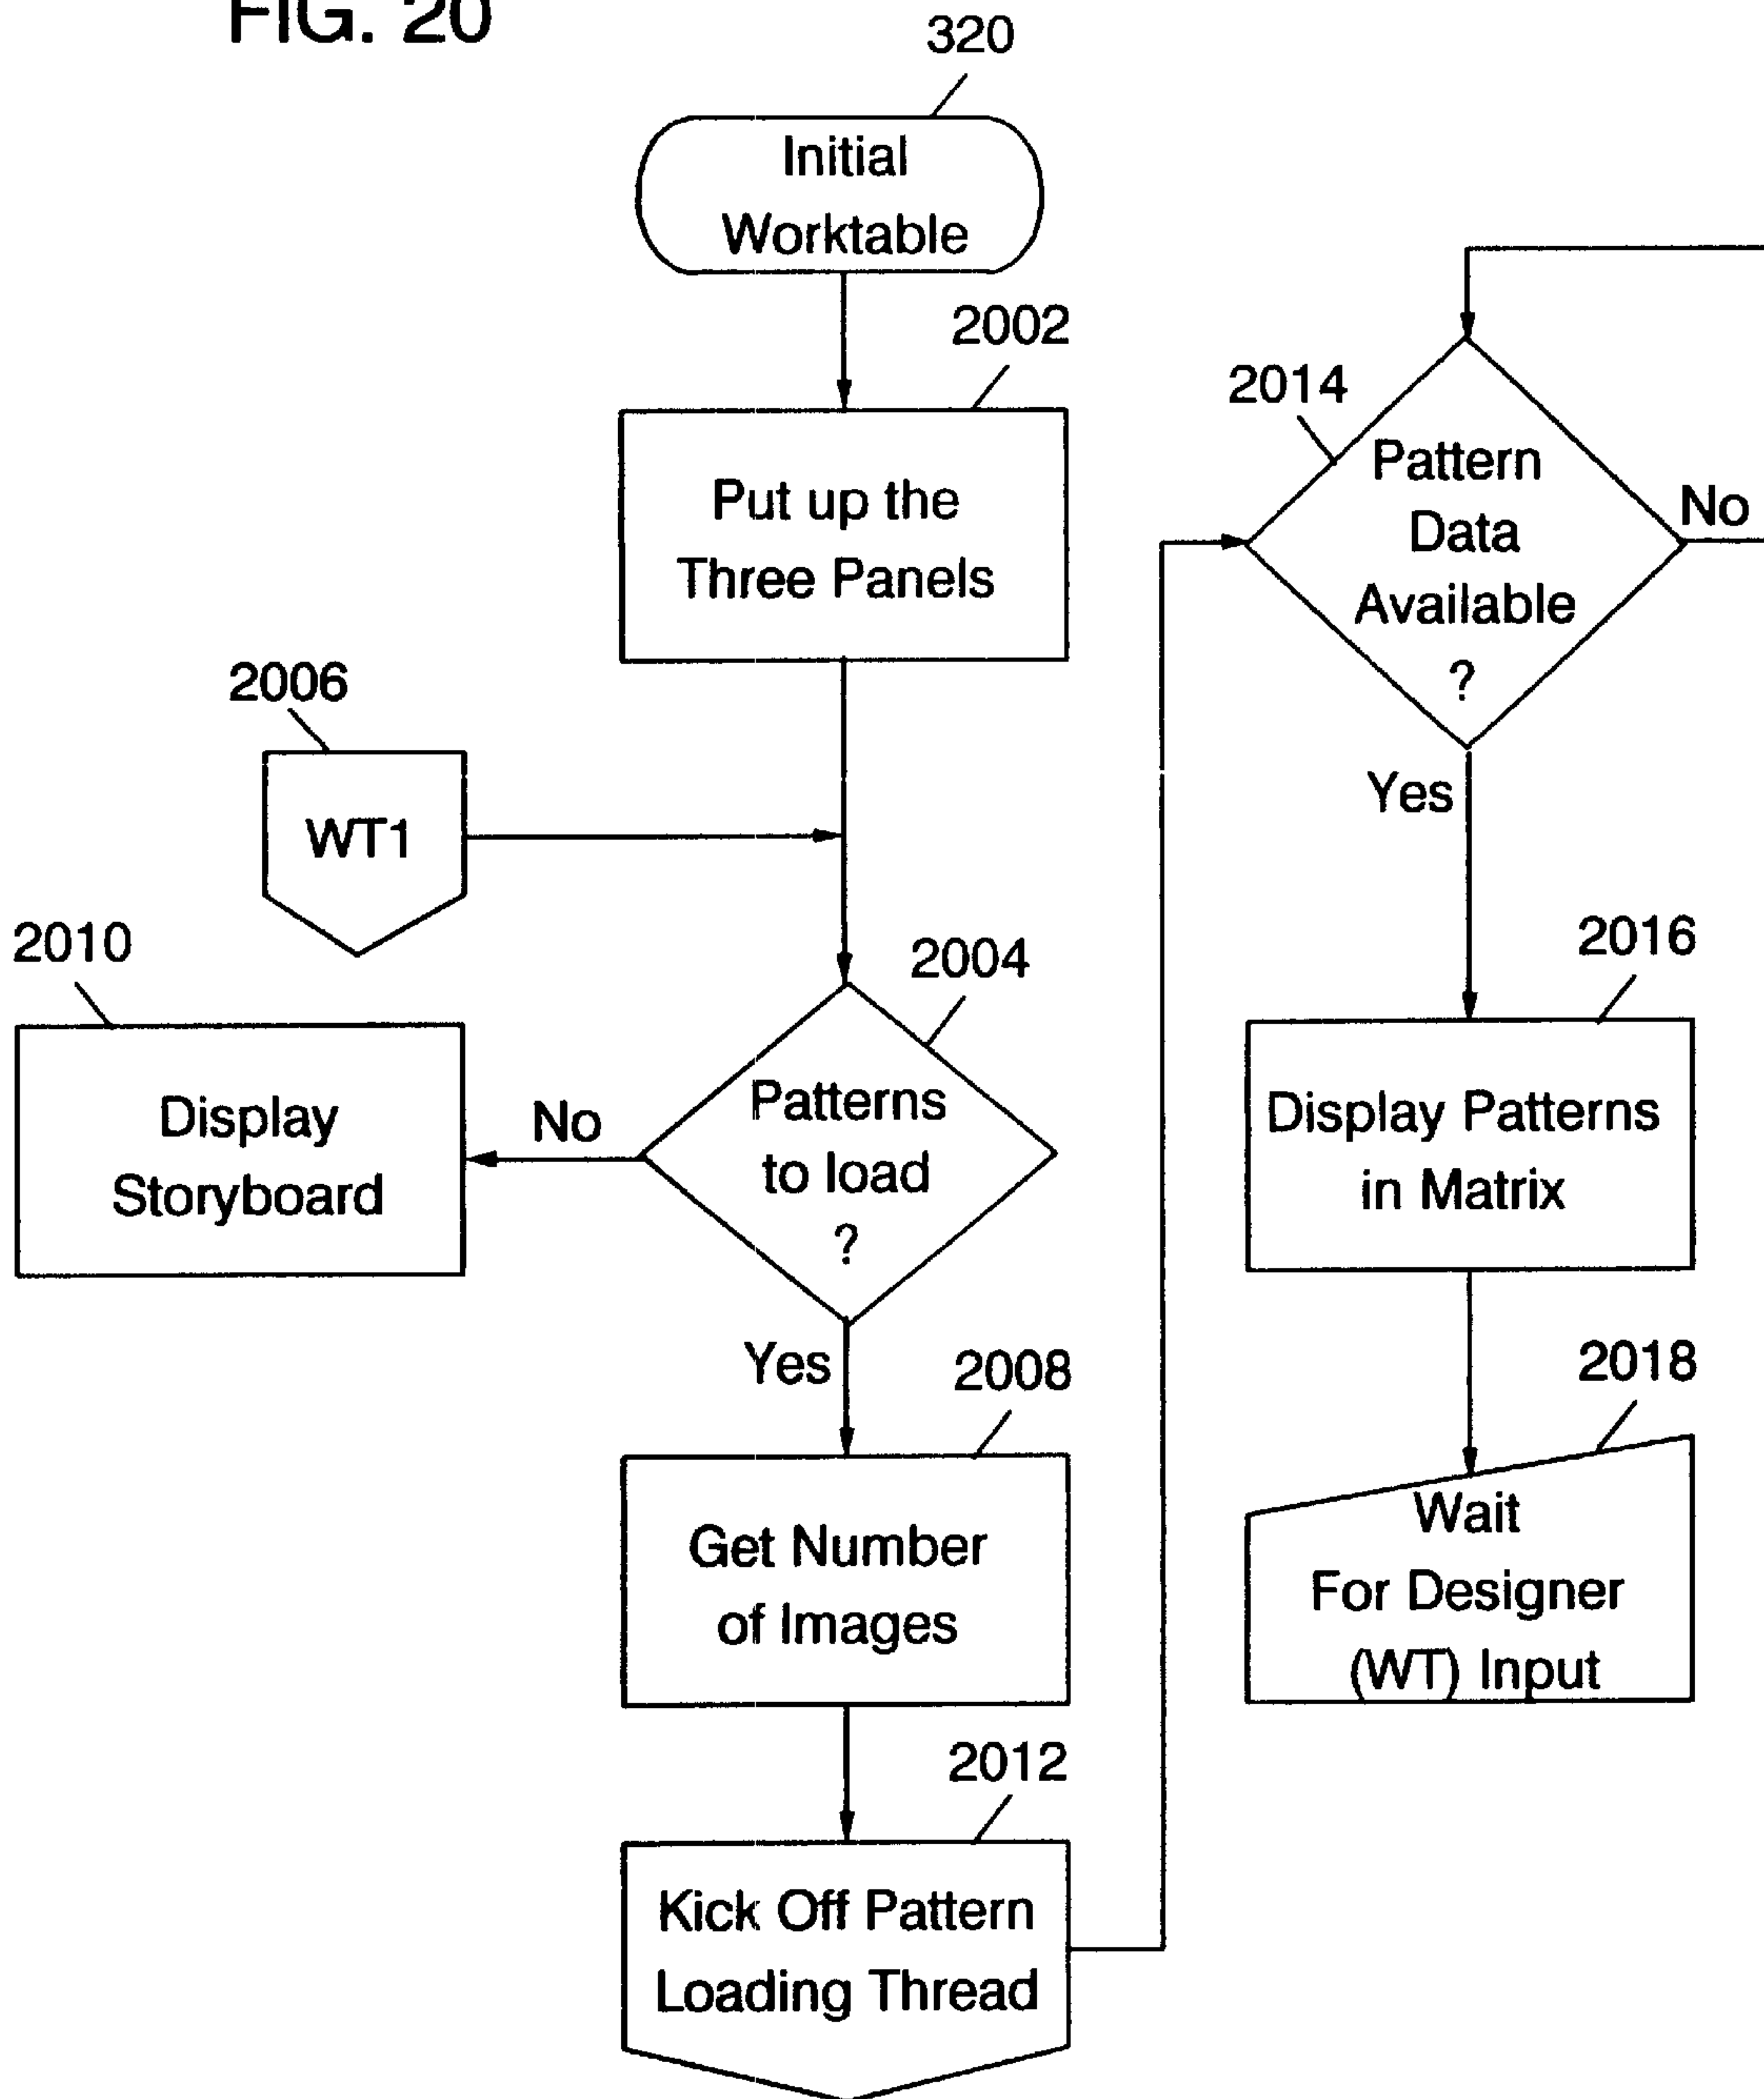 FIG. 20
320
Initial
Worktable
2002
Put up the
Three Panels
2006
WT1
2010
Display
Storyboard
2004
Patterns
to load
?
No
Yes
2008
Get Number
of Images
2012
Kick Off Pattern
Loading Thread
2014
Pattern
Data
Available
?
No
Yes
2016
Display Patterns
in Matrix
2018
Wait
For Designer
(WT) Input